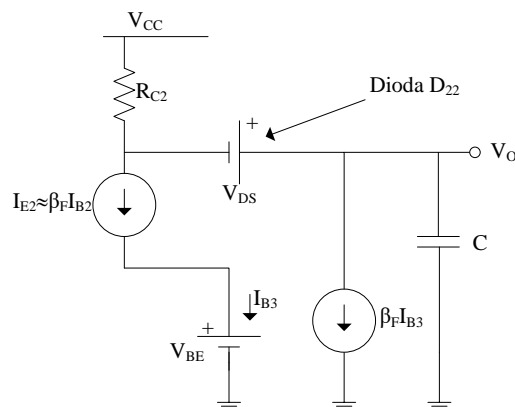 V_CC
R_C2
Dioda D_22
+
V_O
V_DS
I_E2≈β_FI_B2
C
I_B3
+
β_FI_B3
V_BE